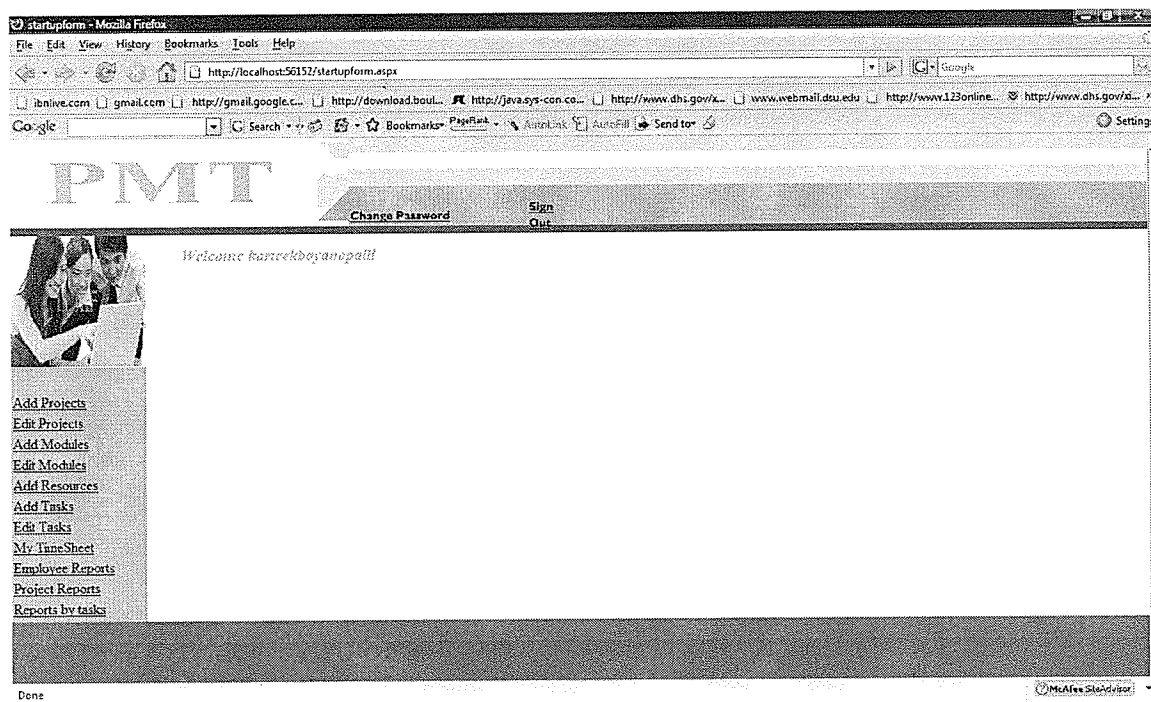 startupform - Mozilla Firefox
File Edit View History Bookmarks Tools Help
http://localhost:56152/startupform.aspx Google
ibnlive.com gmail.com http://gmail.google.c... http://download.boul... http://java.sys-con.co... http://www.dhs.gov/x... www.webmail.dsu.edu http://www.123online... http://www.dhs.gov/xi...
Google Search Bookmarks PageRank AutoLink AutoFill Send to Settings
PMT
Change Password
Sign
Out
Welcome
Add Projects
Edit Projects
Add Modules
Edit Modules
Add Resources
Add Tasks
Edit Tasks
My TimeSheet
Employee Reports
Project Reports
Reports by tasks
Done McAfee SiteAdvisor